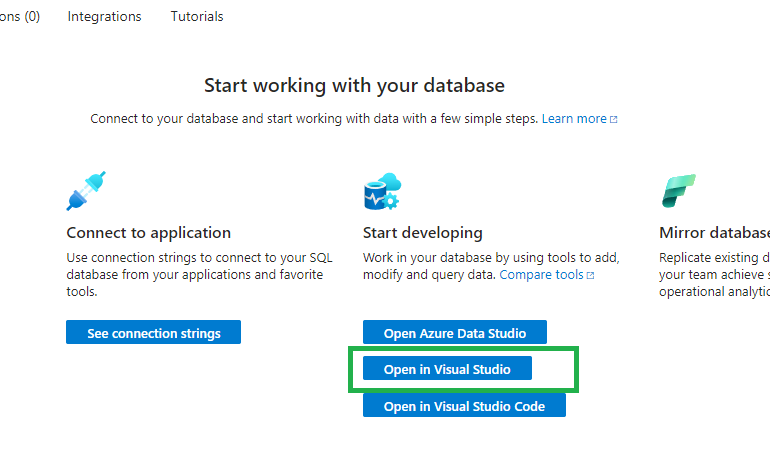 ons (0) Integrations Tutorials
Start working with your database
Connect to your database and start working with data with a few simple steps. Learn more
Connect to application
Use connection strings to connect to your SQL
database from your applications and favorite
tools.
See connection strings
Start developing
Work in your database by using tools to add,
modify and query data. Compare tools
Open Azure Data Studio
Open in Visual Studio
Open in Visual Studio Code
Mirror database
Replicate existing d
your team achieve s
operational analytic